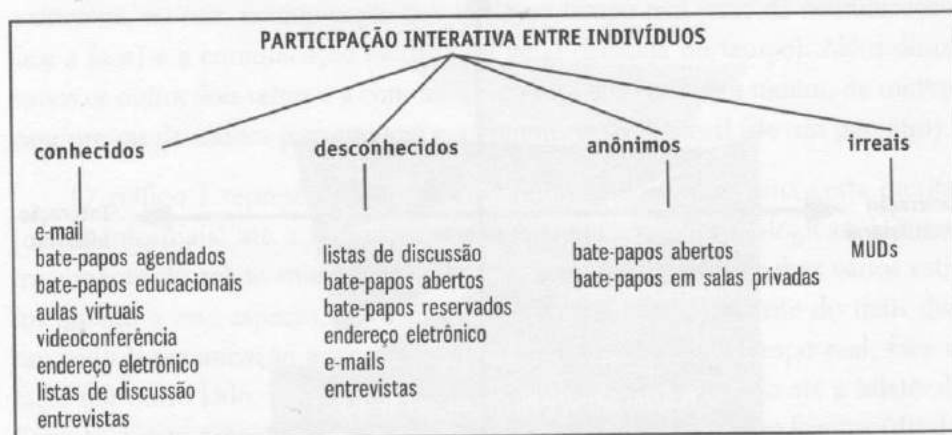 PARTICIPAÇÃO INTERATIVA ENTRE INDIVÍDUOS
conhecidos
desconhecidos
anônimos
irreais
e-mail
bate-papos agendados
bate-papos educacionais
aulas virtuais
videoconferência
endereço eletrônico
listas de discussão
entrevistas
listas de discussão
bate-papos abertos
bate-papos reservados
endereço eletrônico
e-mails
entrevistas
bate-papos abertos
bate-papos em salas privadas
MUDs